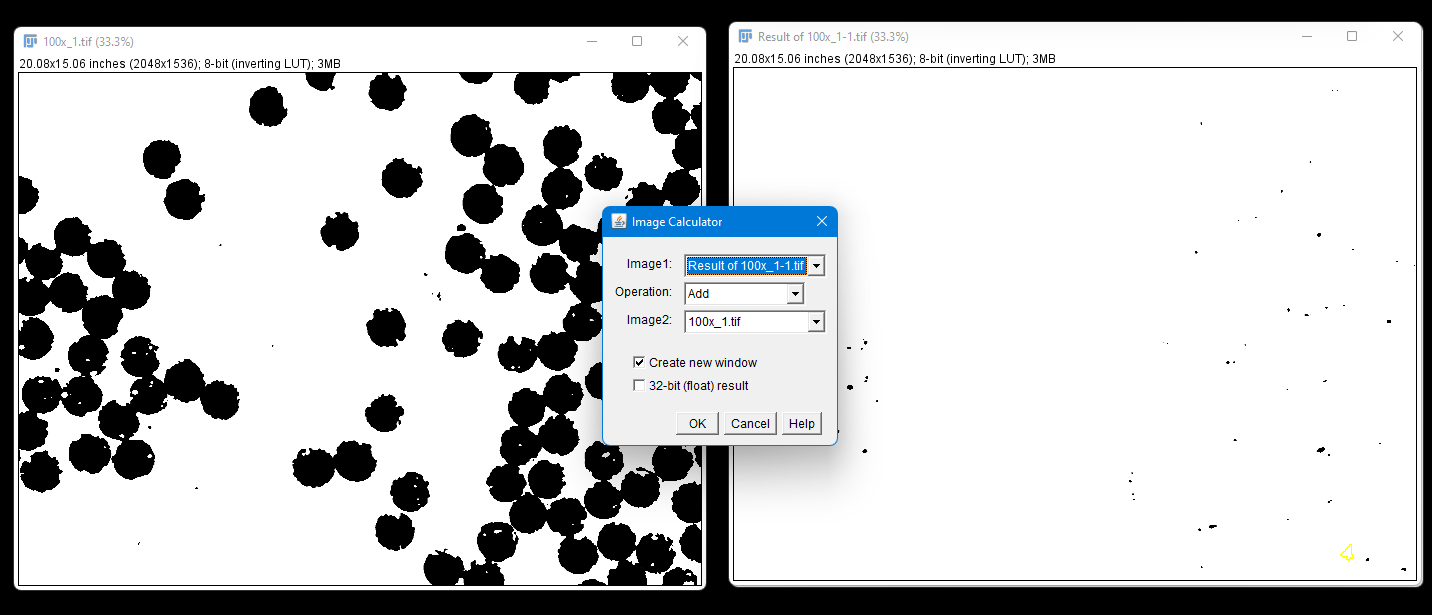 100x_1.tif (33.3%)
20.08x15.06 inches (2048x1536); 8-bit (inverting LUT); 3MB
Result of 100x_1-1.tif (33.3%)
20.08x15.06 inches (2048x1536); 8-bit (inverting LUT); 3MB
Image Calculator
Image1: Result of 100x_1-1.tif
Operation: Add
Image2: 100x_1.tif
Create new window
32-bit (float) result
OK Cancel Help